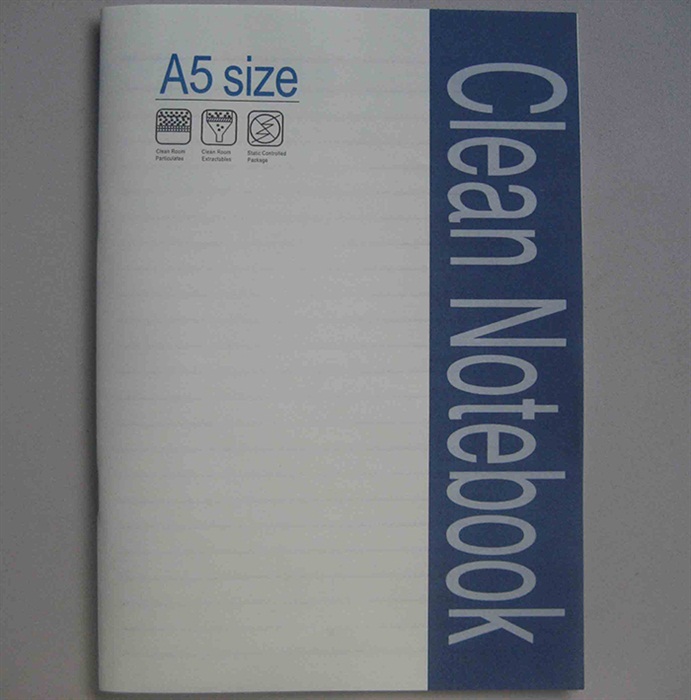 A5 size
Clean Room
Particulates
Clean Room
Extractables
Static Controlled
Package
Clean Notebook